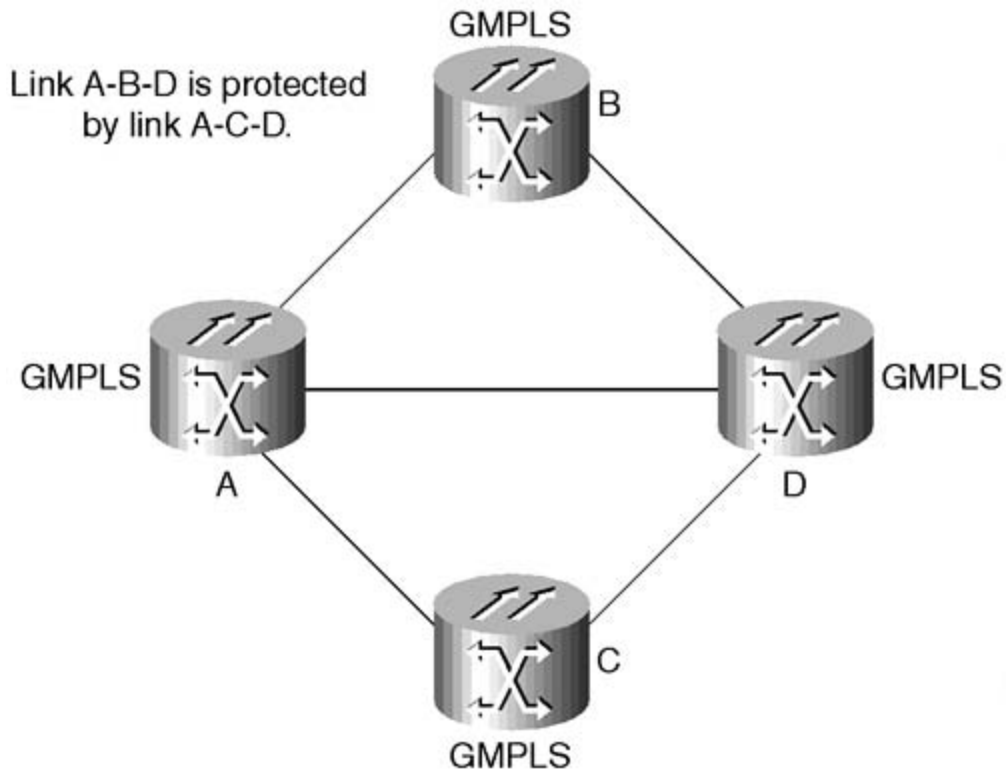 GMPLS
Link A-B-D is protected
by link A-C-D.
B
GMPLS
GMPLS
A
D
C
GMPLS